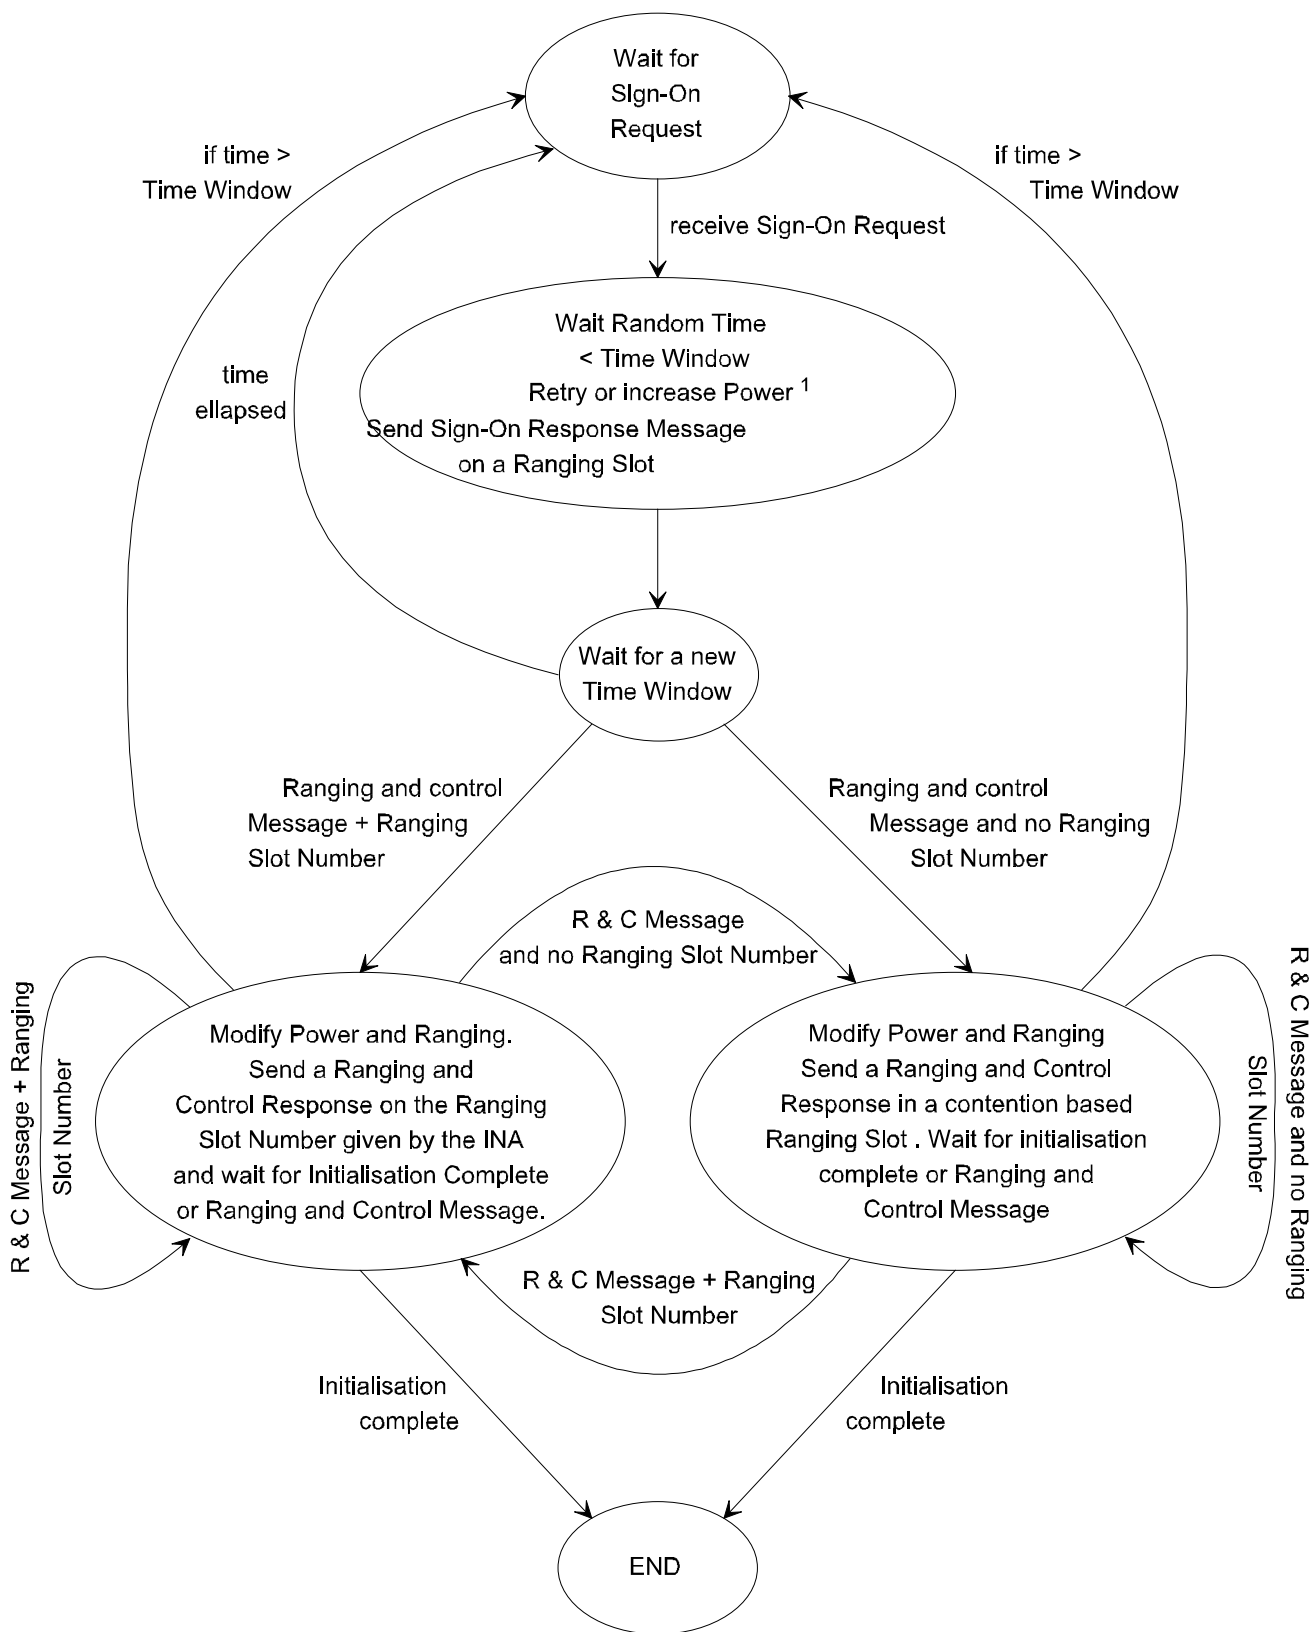 Wait for
SIgn-On
Request
if time >
Time Window
if time >
Time Window
receive Sign-On Request
Wait Random Time
< Time Window
Retry or increase Power 1
Send Sign-On Response Message
on a Ranging Slot
time
ellapsed
Wait for a new
Time Window
Ranging and control
Message + Ranging
Slot Number
Ranging and control
Message and no Ranging
Slot Number
R & C Message
and no Ranging Slot Number
R & C Message + Ranging
Slot Number
Modify Power and Ranging.
Send a Ranging and
Control Response on the Ranging
Slot Number given by the INA
and wait for Initialisation Complete
or Ranging and Control Message.
Modify Power and Ranging
Send a Ranging and Control
Response in a contention based
Ranging Slot . Wait for initialisation
complete or Ranging and
Control Message
R & C Message and no Ranging
Slot Number
R & C Message + Ranging
Slot Number
Initialisation
complete
Initialisation
complete
END